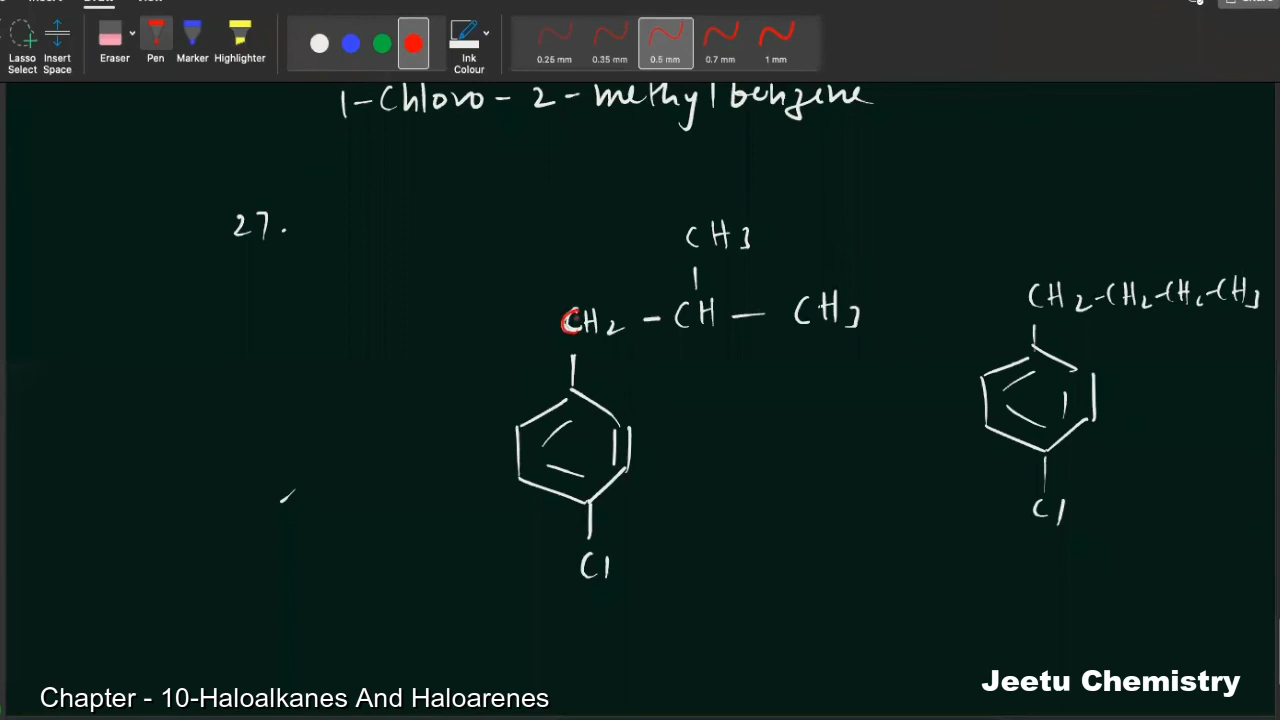 Lasso Select
Insert Space
Eraser
Pen
Marker
Highlighter
Ink Colour
0.25 mm
0.35 mm
0.5 mm
0.7 mm
1 mm
1-Chloro-2-methylbenzene
27.
CH3
CH2-CH-CH3
CH2-CH2-CH2-CH3
Cl
Cl
Jeetu Chemistry
Chapter - 10-Haloalkanes And Haloarenes